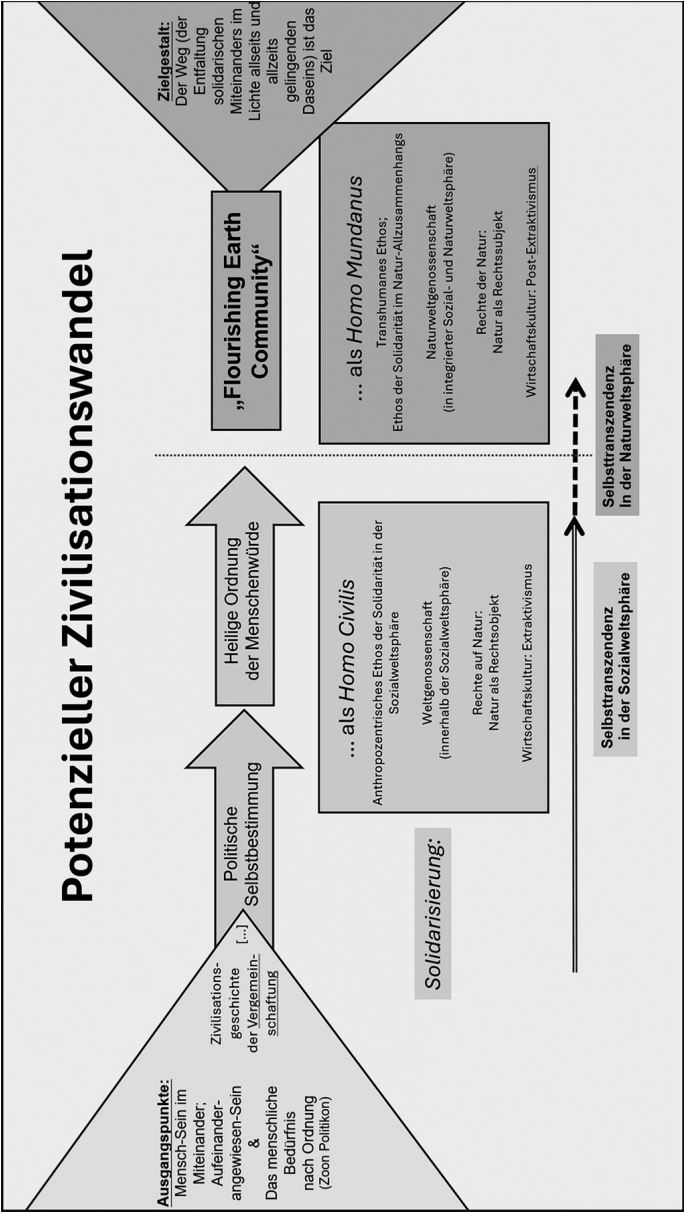 Potenzieller Zivilisationswandel
Ausgangspunkte:
Mensch-Sein im
Miteinander;
Aufeinander-
angewiesen-Sein
&
Das menschliche
Bedürfnis
nach Ordnung
(Zoon Politikon)
Zivilisations-
geschichte
der Vergemein-
schaftung
[...]
Politische
Selbstbestimmung
Heilige Ordnung
der Menschenwürde
„Flourishing Earth
Community“
Zielgestalt:
Der Weg (der
Entfaltung
solidarischen
Miteinanders im
Lichte allseits und
allzeits
gelingenden
Daseins) ist das
Ziel
Solidarisierung:
... als Homo Civilis
Anthropozentrisches Ethos der Solidarität in der
Sozialweltsphäre
Weltgenossenschaft
(innerhalb der Sozialweltsphäre)
Rechte auf Natur:
Natur als Rechtsobjekt
Wirtschaftskultur: Extraktivismus
... als Homo Mundanus
Transhumanes Ethos;
Ethos der Solidarität im Natur-Allzusammenhangs
Naturweltgenossenschaft
(in integrierter Sozial- und Naturweltsphäre)
Rechte der Natur:
Natur als Rechtssubjekt
Wirtschaftskultur: Post-Extraktivismus
Selbsttranszendenz
in der Sozialweltsphäre
Selbsttranszendenz
In der Naturweltsphäre